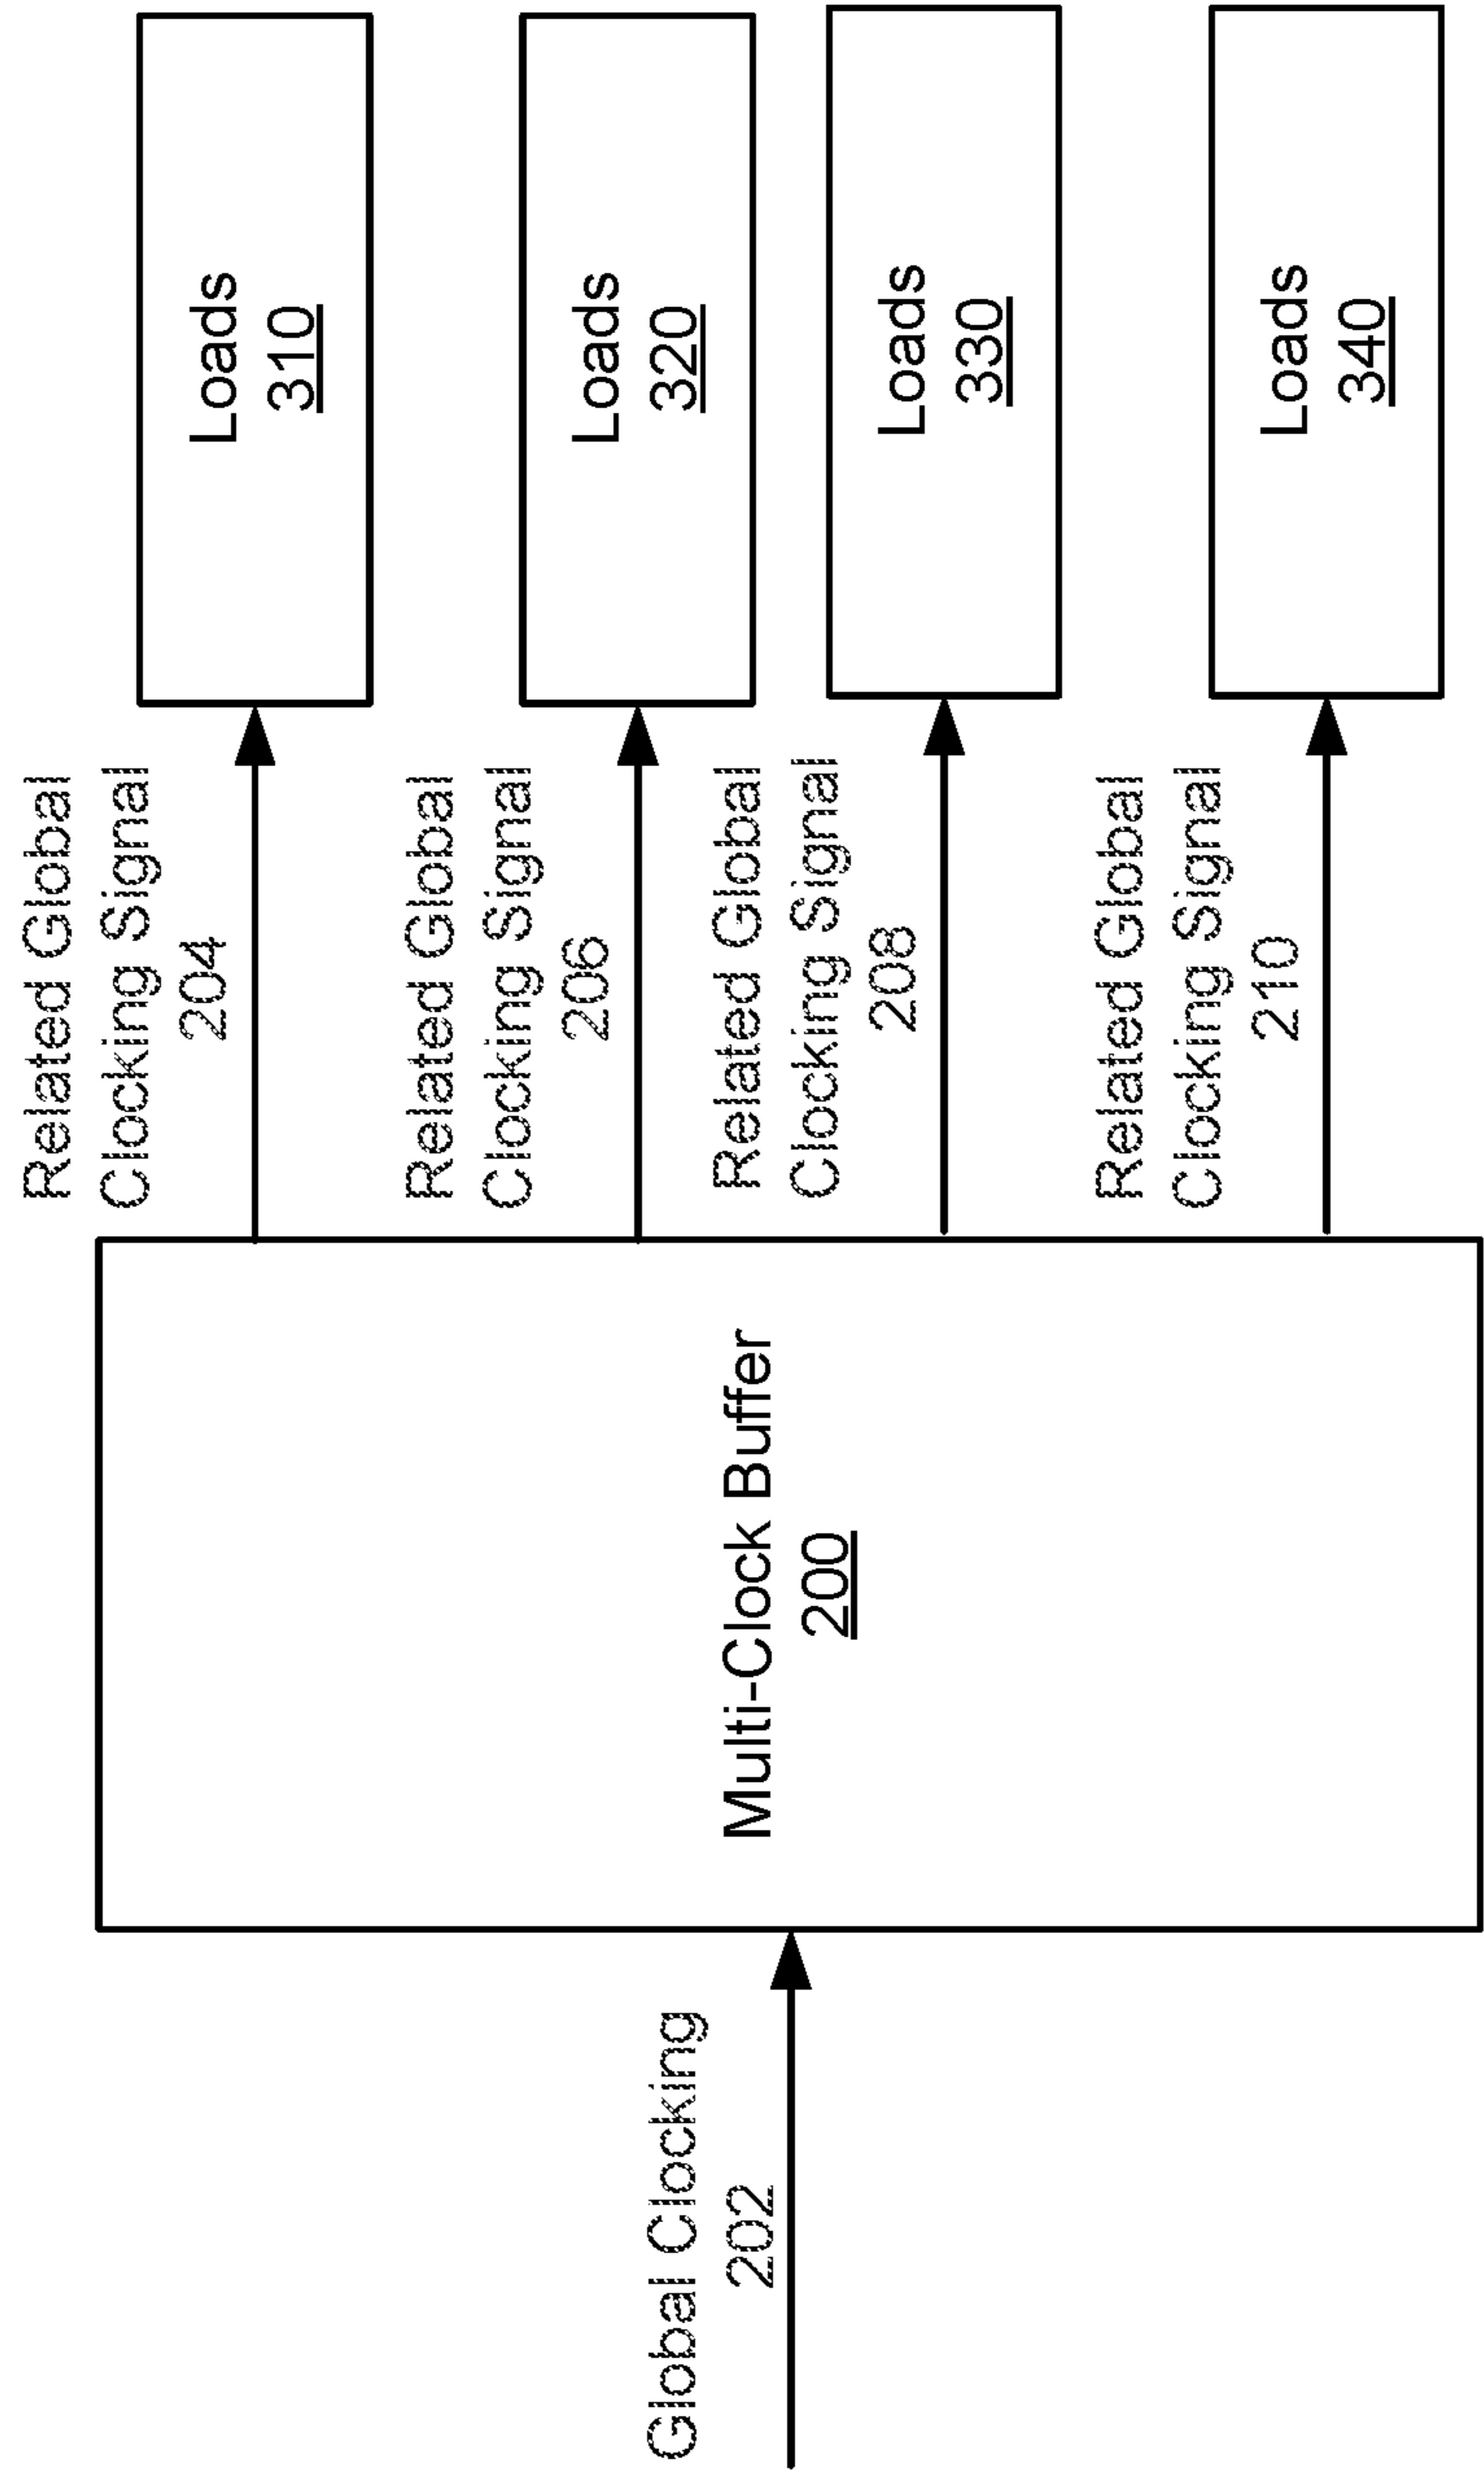 Global Clocking
202
Multi-Clock Buffer
200
Related Global
Clocking Signal
204
Loads
310
Related Global
Clocking Signal
206
Loads
320
Related Global
Clocking Signal
208
Loads
330
Related Global
Clocking Signal
210
Loads
340